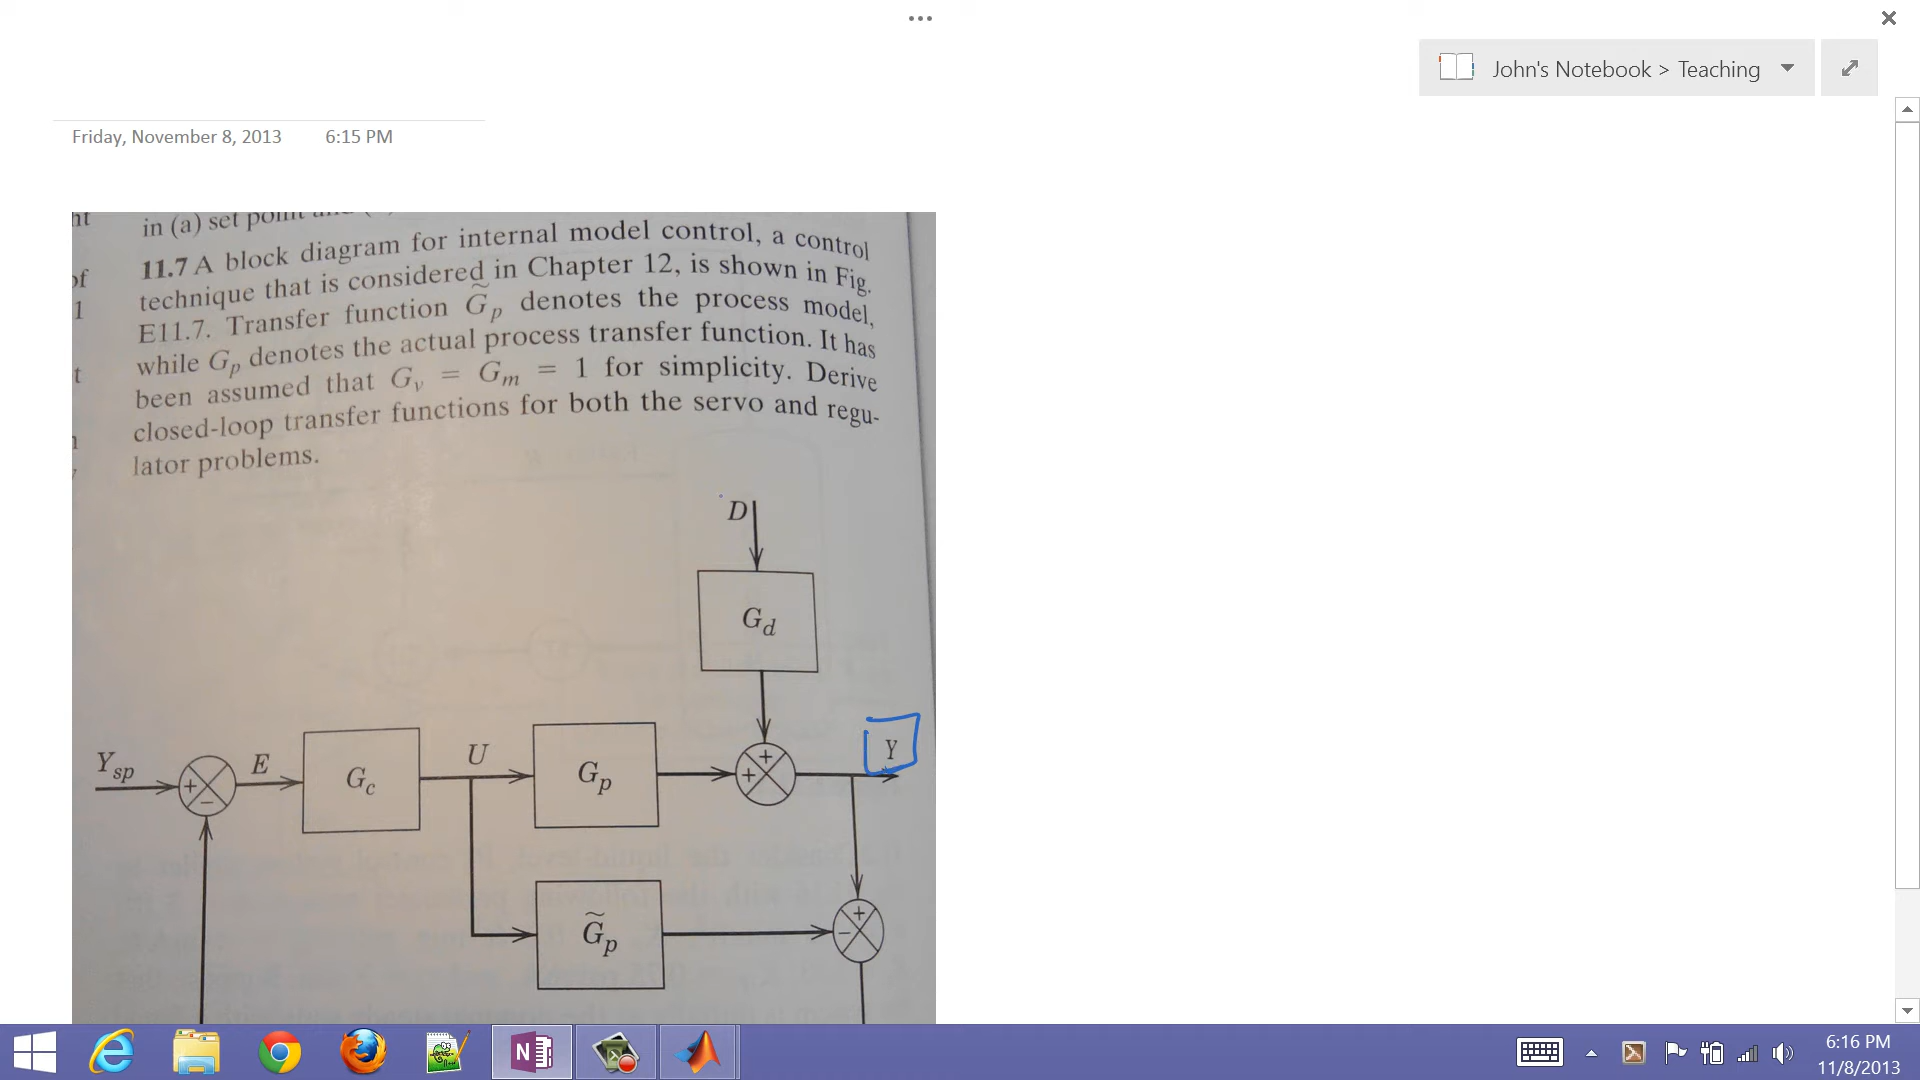 John's Notebook > Teaching
Friday, November 8, 2013 6:15 PM
nt
in (a) set point
11.7 A block diagram for internal model control, a control
of
technique that is considered in Chapter 12, is shown in Fig.
1
E11.7. Transfer function G̃p denotes the process model,
while Gp denotes the actual process transfer function. It has
t
been assumed that Gv = Gm = 1 for simplicity. Derive
closed-loop transfer functions for both the servo and regu-
lator problems.
D
Gd
Ysp
+
−
E
Gc
U
Gp
+
+
Y
G̃p
+
−
N
6:16 PM
11/8/2013